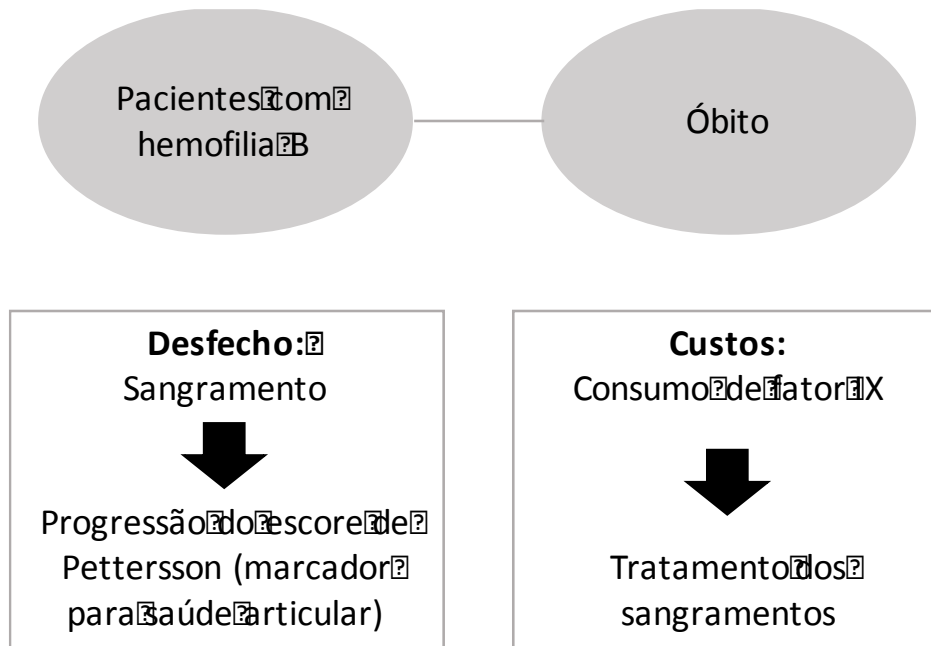 Pacientes com
hemofilia B
Óbito
Desfecho:
Sangramento
Progressão do escore de
Pettersson (marcador
para saúde articular)
Custos:
Consumo de fator IX
Tratamento dos
sangramentos